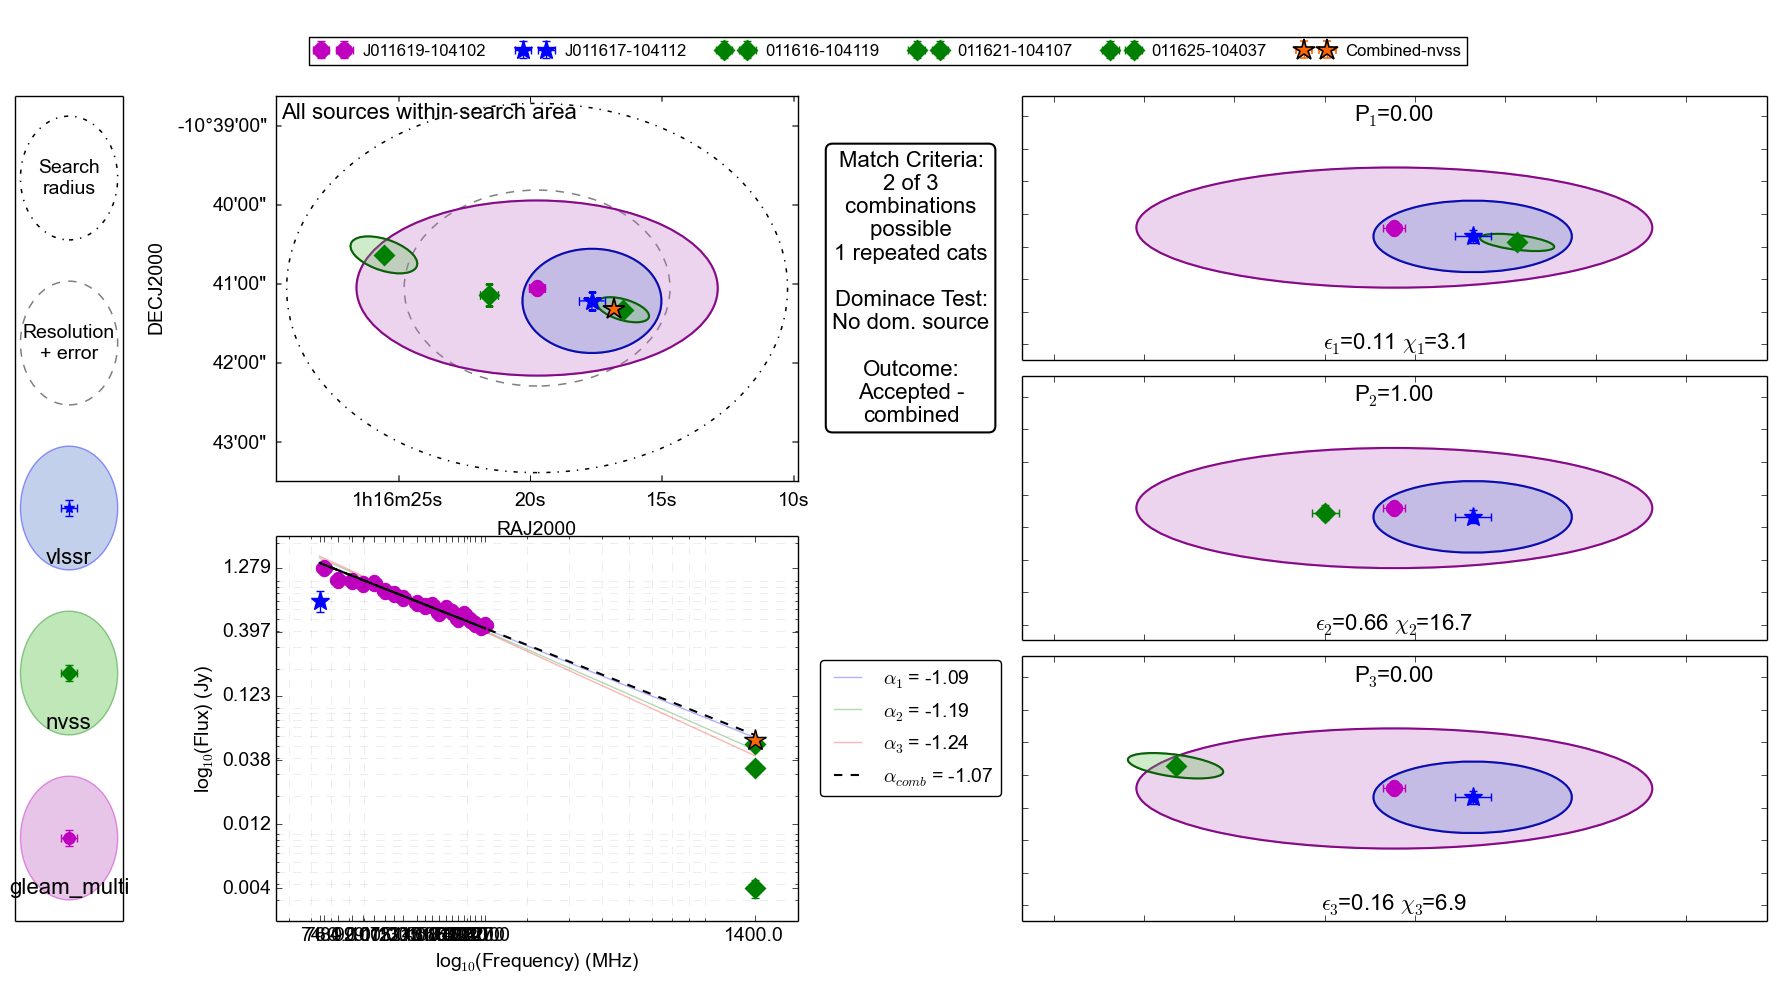 J011619-104102 J011617-104112 011616-104119 011621-104107 011625-104037 Combined-nvss
Search
radius
Resolution
+ error
vlssr
nvss
gleam_multi
All sources within search area
DECJ2000
-10°39'00"
40'00"
41'00"
42'00"
43'00"
1h16m25s 20s 15s 10s
RAJ2000
log10(Flux) (Jy)
1.279
0.397
0.123
0.038
0.012
0.004
1400.0
log10(Frequency) (MHz)
Match Criteria:
2 of 3
combinations
possible
1 repeated cats
Dominace Test:
No dom. source
Outcome:
Accepted -
combined
α1 = -1.09
α2 = -1.19
α3 = -1.24
αcomb = -1.07
P1=0.00
ϵ1=0.11 χ1=3.1
P2=1.00
ϵ2=0.66 χ2=16.7
P3=0.00
ϵ3=0.16 χ3=6.9